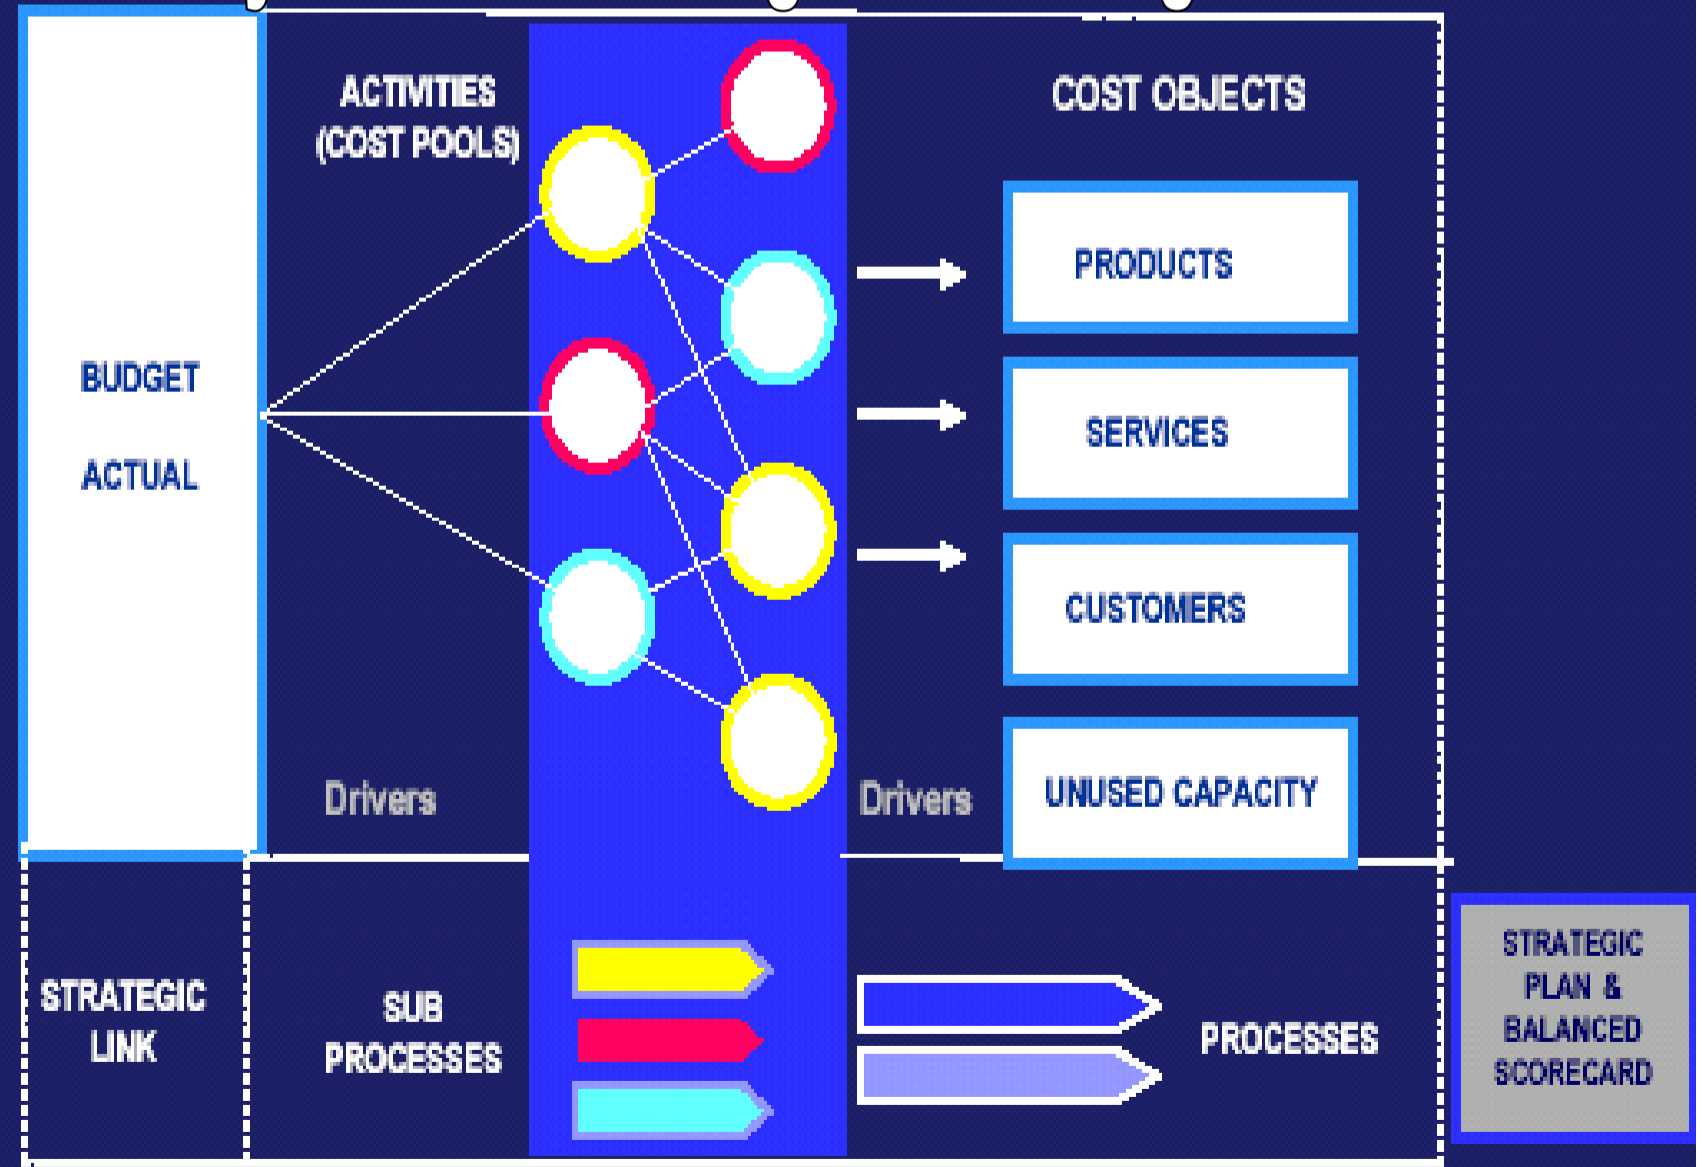 ACTIVITIES
(COST POOLS)
COST OBJECTS
PRODUCTS
BUDGET
SERVICES
ACTUAL
CUSTOMERS
Drivers
Drivers
UNUSED CAPACITY
STRATEGIC
LINK
SUB
PROCESSES
PROCESSES
STRATEGIC
PLAN &
BALANCED
SCORECARD